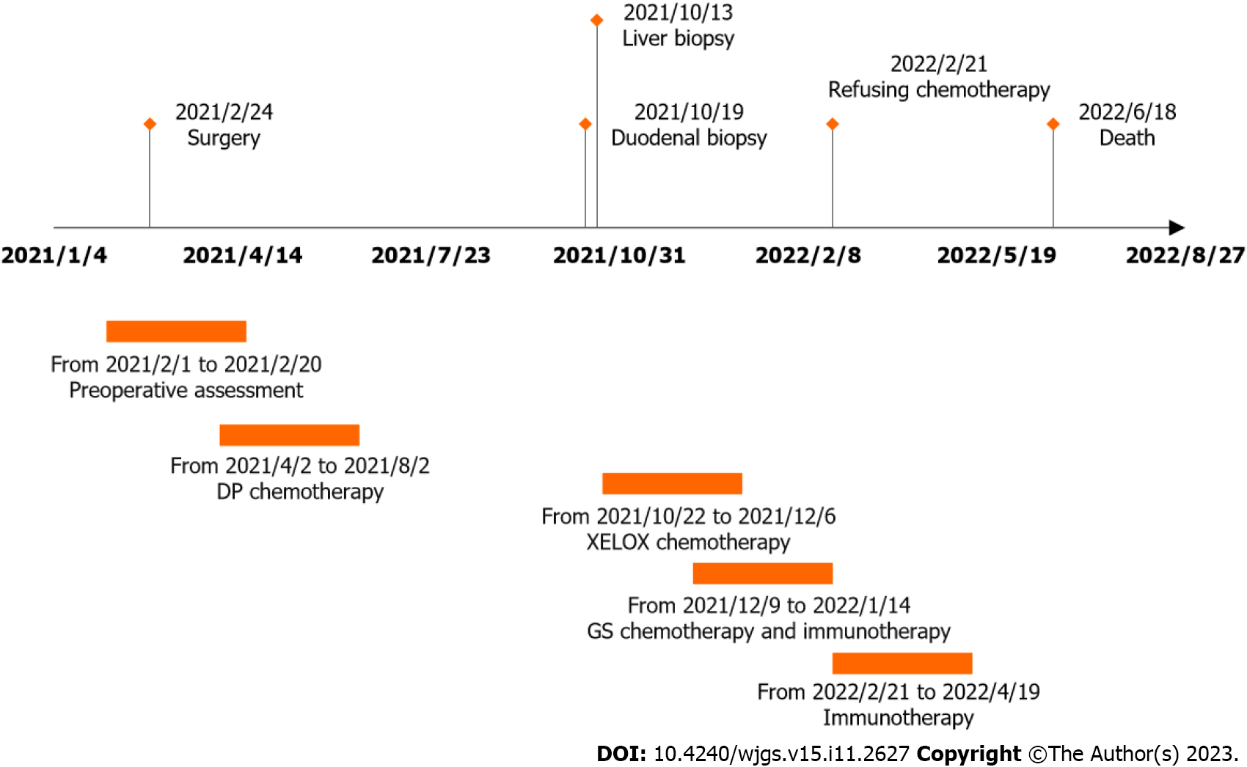 2021/10/13
Liver biopsy
2022/2/21
Refusing chemotherapy
2021/2/24
Surgery
2021/10/19
Duodenal biopsy
2022/6/18
Death
2021/1/4
2021/4/14
2021/7/23
2021/10/31
2022/2/8
2022/5/19
2022/8/27
From 2021/2/1 to 2021/2/20
Preoperative assessment
From 2021/4/2 to 2021/8/2
DP chemotherapy
From 2021/10/22 to 2021/12/6
XELOX chemotherapy
From 2021/12/9 to 2022/1/14
GS chemotherapy and immunotherapy
From 2022/2/21 to 2022/4/19
Immunotherapy
DOI: 10.4240/wjgs.v15.i11.2627 Copyright ©The Author(s) 2023.